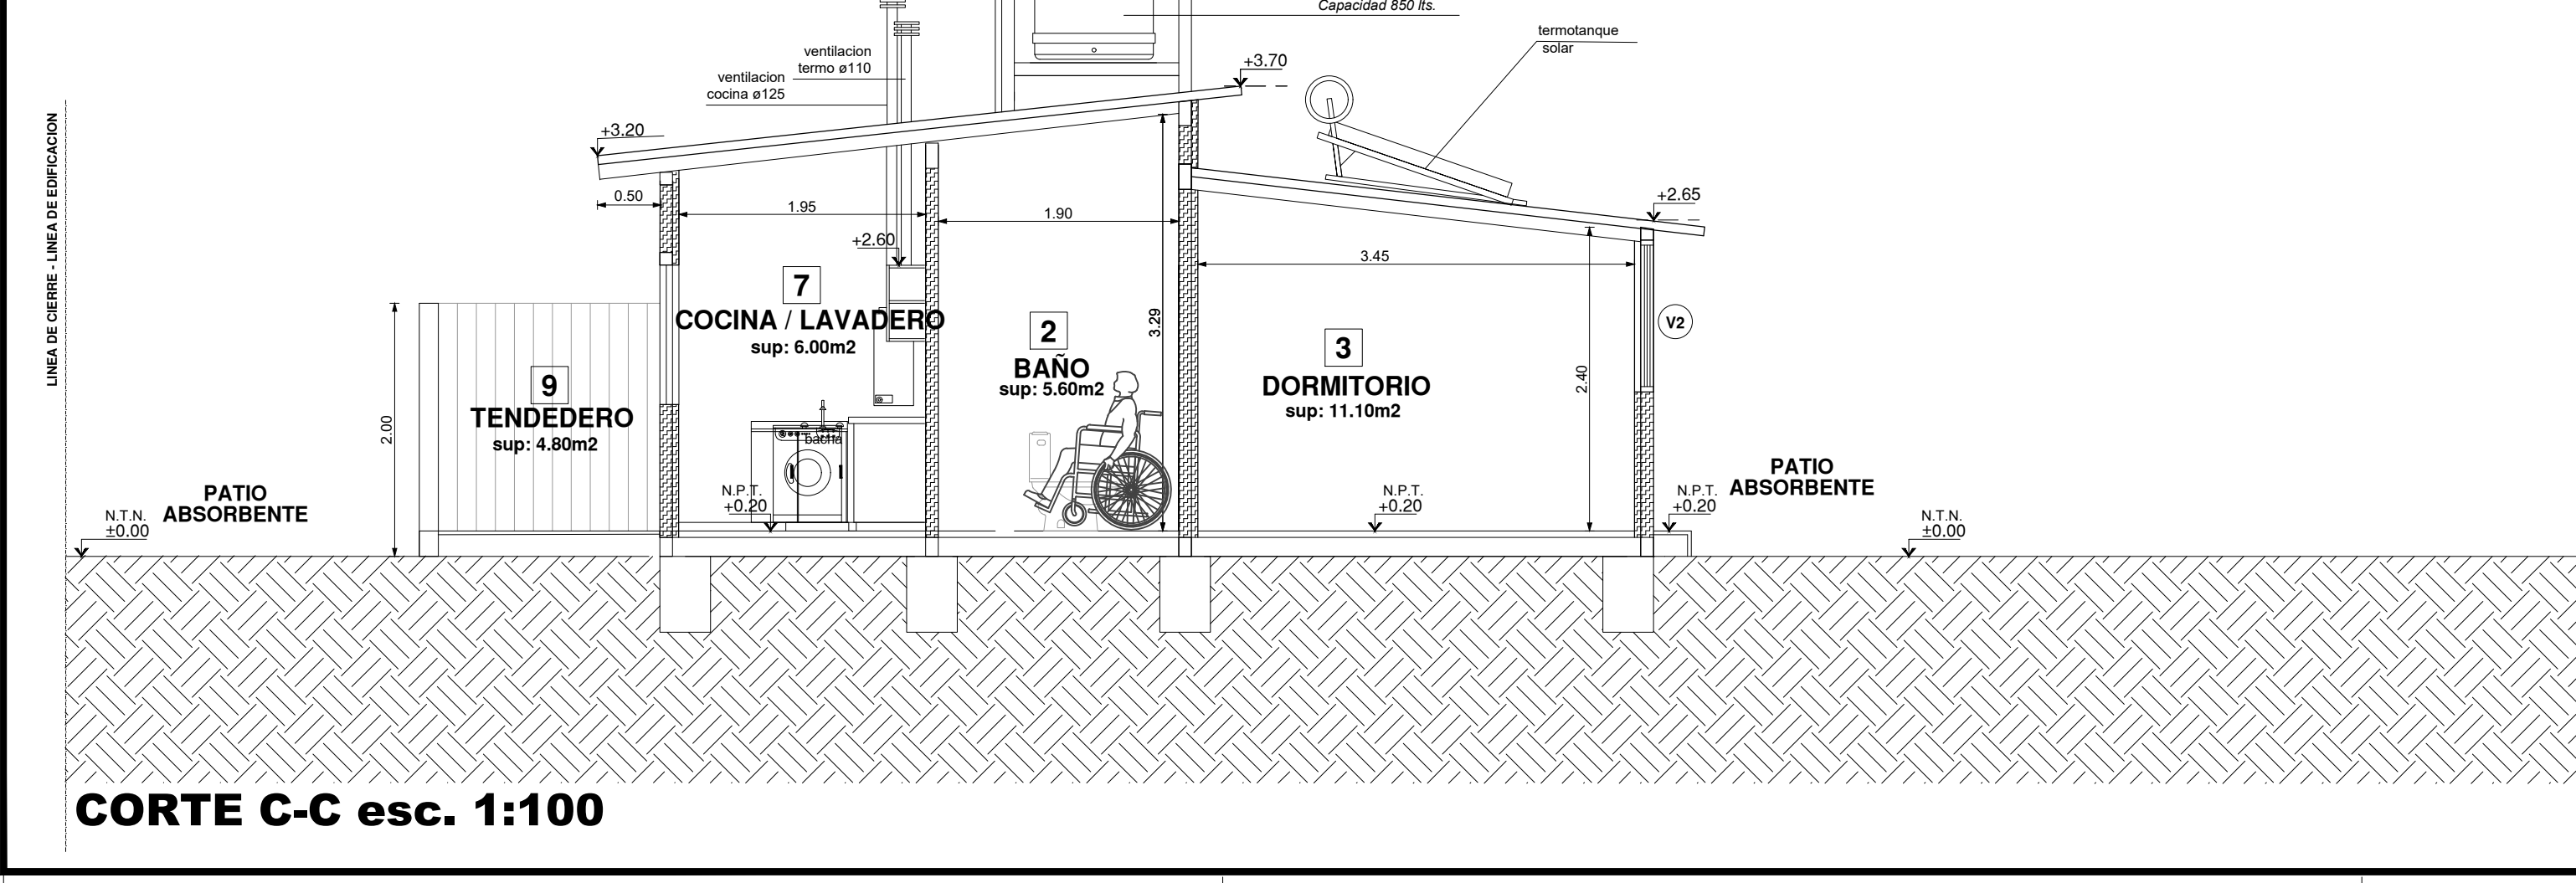 Capacidad 850 lts.
termotanque
solar
ventilacion
termo ø110
ventilacion
cocina ø125
+3.70
+3.20
+2.65
0.50
1.95
1.90
+2.60
3.45
LINEA DE CIERRE - LINEA DE EDIFICACION
7
COCINA / LAVADERO
sup: 6.00m2
2
BAÑO
sup: 5.60m2
3.29
3
DORMITORIO
sup: 11.10m2
2.40
V2
9
TENDEDERO
sup: 4.80m2
2.00
bacha
PATIO
ABSORBENTE
N.T.N.
±0.00
N.P.T.
+0.20
N.P.T.
+0.20
N.P.T.
+0.20
PATIO
ABSORBENTE
N.T.N.
±0.00
CORTE C-C esc. 1:100